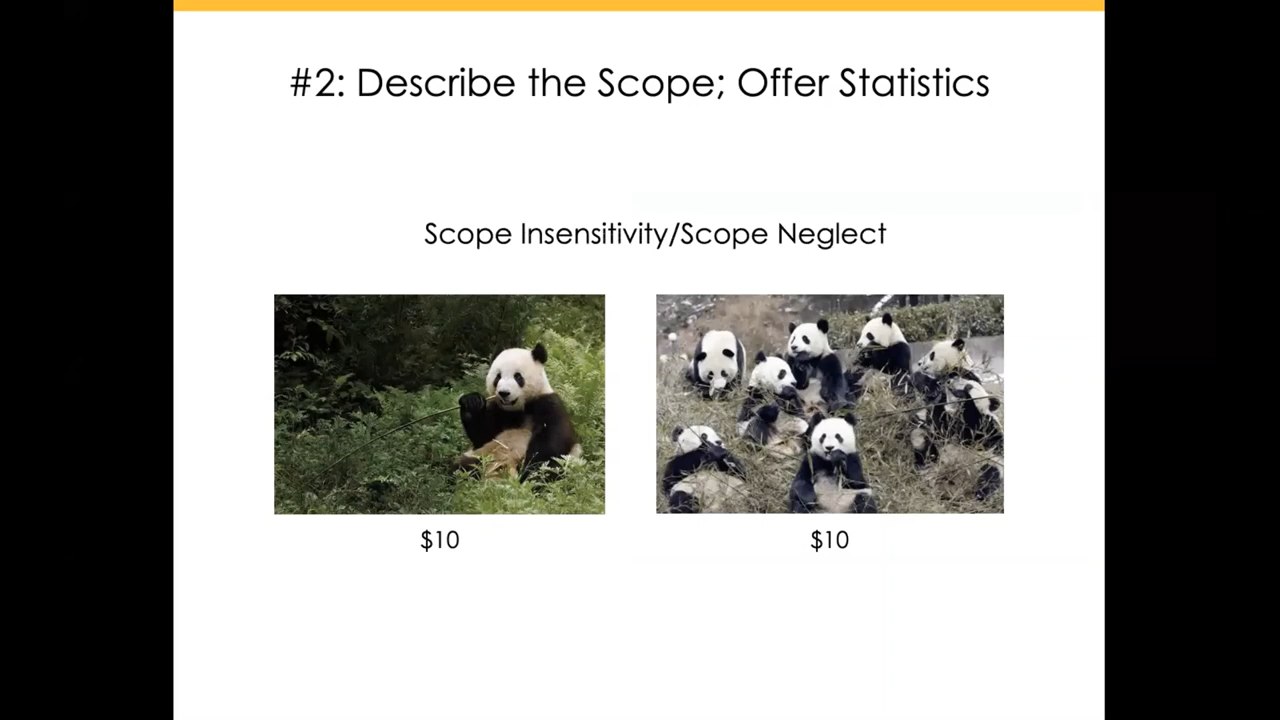 #2: Describe the Scope; Offer Statistics
Scope Insensitivity/Scope Neglect
$10
$10